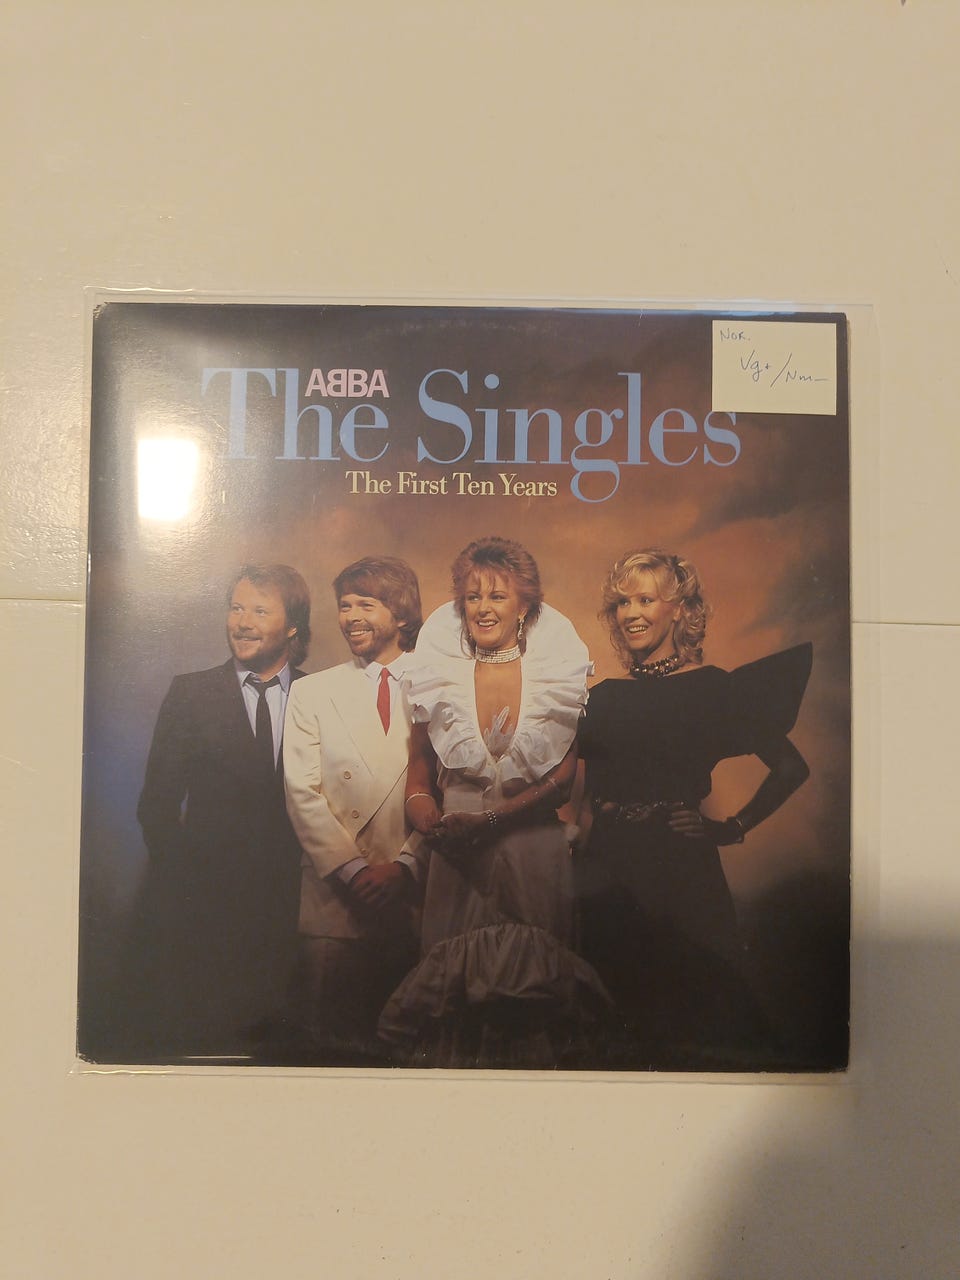 ABBA
The Singles
The First Ten Years
NOR.
Vg+/Nm-